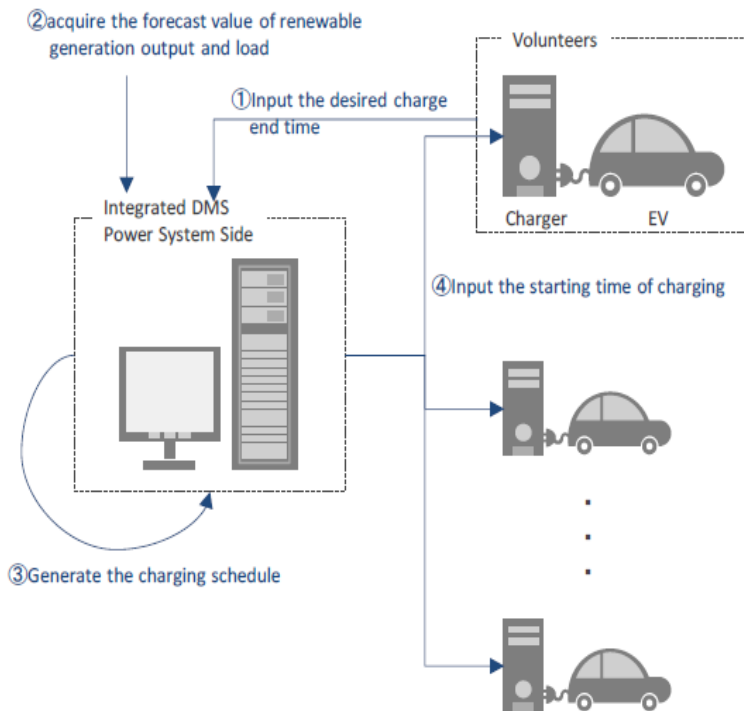 ②acquire the forecast value of renewable
generation output and load
Volunteers
①Input the desired charge
end time
Integrated DMS
Power System Side
Charger
EV
④Input the starting time of charging
③Generate the charging schedule